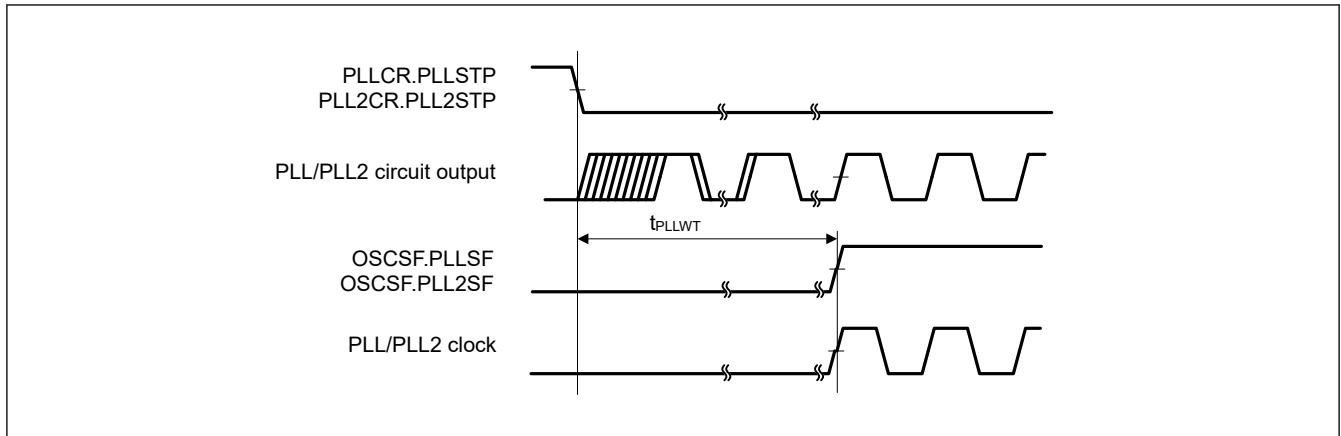 PLLCR.PLLSTP
PLL2CR.PLL2STP
PLL/PLL2 circuit output
tPLLWT
OSCSF.PLLSF
OSCSF.PLL2SF
PLL/PLL2 clock